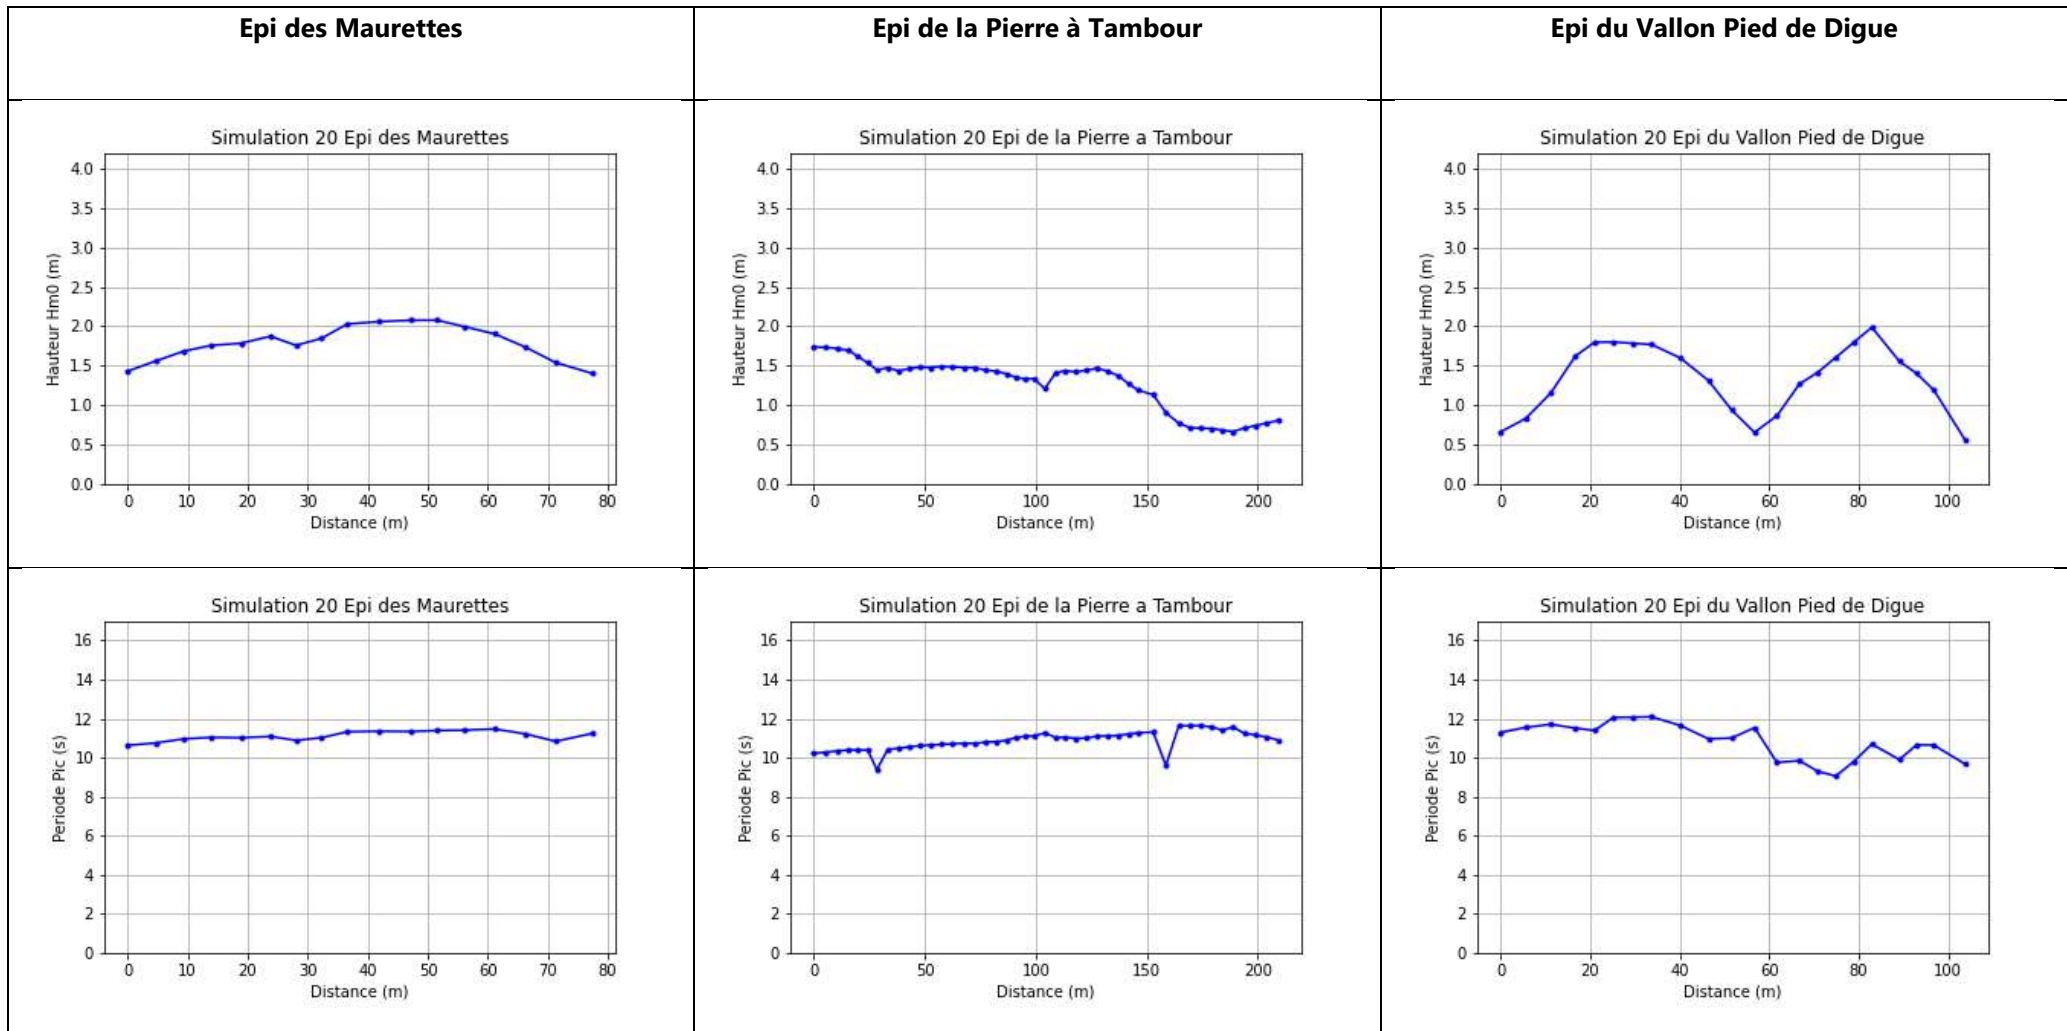 Epi des Maurettes
Epi de la Pierre à Tambour
Epi du Vallon Pied de Digue
Simulation 20 Epi des Maurettes
4.0
3.5
3.0
2.5
2.0
1.5
1.0
0.5
0.0
Hauteur Hm0 (m)
0 10 20 30 40 50 60 70 80
Distance (m)
Simulation 20 Epi de la Pierre a Tambour
4.0
3.5
3.0
2.5
2.0
1.5
1.0
0.5
0.0
Hauteur Hm0 (m)
0 50 100 150 200
Distance (m)
Simulation 20 Epi du Vallon Pied de Digue
4.0
3.5
3.0
2.5
2.0
1.5
1.0
0.5
0.0
Hauteur Hm0 (m)
0 20 40 60 80 100
Distance (m)
Simulation 20 Epi des Maurettes
16
14
12
10
8
6
4
2
0
Periode Pic (s)
0 10 20 30 40 50 60 70 80
Distance (m)
Simulation 20 Epi de la Pierre a Tambour
16
14
12
10
8
6
4
2
0
Periode Pic (s)
0 50 100 150 200
Distance (m)
Simulation 20 Epi du Vallon Pied de Digue
16
14
12
10
8
6
4
2
0
Periode Pic (s)
0 20 40 60 80 100
Distance (m)